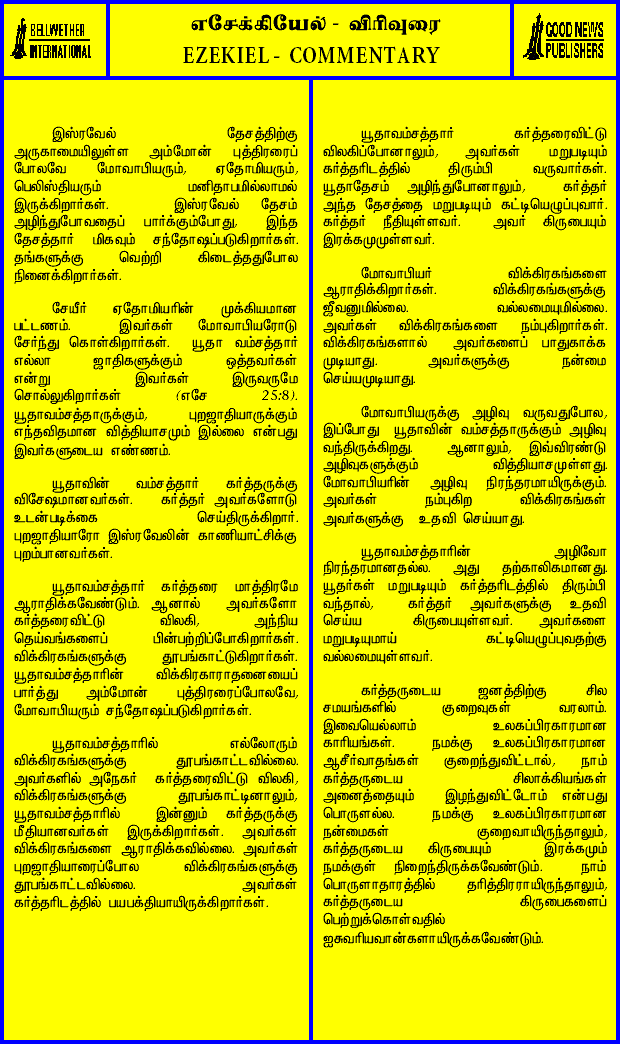 BELLWETHER
INTERNATIONAL
எசேக்கியேல் - விரிவுரை
EZEKIEL - COMMENTARY
GOOD NEWS
PUBLISHERS
இஸ்ரவேல் தேசத்திற்கு
அருகாமையிலுள்ள அம்மோன் புத்திரரைப்
போலவே மோவாபியரும், ஏதோமியரும்,
பெலிஸ்தியரும் மனிதாபமில்லாமல்
இருக்கிறார்கள். இஸ்ரவேல் தேசம்
அழிந்துபோவதைப் பார்க்கும்போது, இந்த
தேசத்தார் மிகவும் சந்தோஷப்படுகிறார்கள்.
தங்களுக்கு வெற்றி கிடைத்ததுபோல
நினைக்கிறார்கள்.
சேயீர் ஏதோமியரின் முக்கியமான
பட்டணம். இவர்கள் மோவாபியரோடு
சேர்ந்து கொள்கிறார்கள். யூதா வம்சத்தார்
எல்லா ஜாதிகளுக்கும் ஒத்தவர்கள்
என்று இவர்கள் இருவருமே
சொல்லுகிறார்கள் (எசே 25:8).
யூதாவம்சத்தாருக்கும், புறஜாதியாருக்கும்
எந்தவிதமான வித்தியாசமும் இல்லை என்பது
இவர்களுடைய எண்ணம்.
யூதாவின் வம்சத்தார் கர்த்தருக்கு
விசேஷமானவர்கள். கர்த்தர் அவர்களோடு
உடன்படிக்கை செய்திருக்கிறார்.
புறஜாதியாரோ இஸ்ரவேலின் காணியாட்சிக்கு
புறம்பானவர்கள்.
யூதாவம்சத்தார் கர்த்தரை மாத்திரமே
ஆராதிக்கவேண்டும். ஆனால் அவர்களோ
கர்த்தரைவிட்டு விலகி, அந்நிய
தெய்வங்களைப் பின்பற்றிப்போகிறார்கள்.
விக்கிரகங்களுக்கு தூபங்காட்டுகிறார்கள்.
யூதாவம்சத்தாரின் விக்கிரகாராதனையைப்
பார்த்து அம்மோன் புத்திரரைப்போலவே,
மோவாபியரும் சந்தோஷப்படுகிறார்கள்.
யூதாவம்சத்தாரில் எல்லோரும்
விக்கிரகங்களுக்கு தூபங்காட்டவில்லை.
அவர்களில் அநேகர் கர்த்தரைவிட்டு விலகி,
விக்கிரகங்களுக்கு தூபங்காட்டினாலும்,
யூதாவம்சத்தாரில் இன்னும் கர்த்தருக்கு
மீதியானவர்கள் இருக்கிறார்கள். அவர்கள்
விக்கிரகங்களை ஆராதிக்கவில்லை. அவர்கள்
புறஜாதியாரைப்போல விக்கிரகங்களுக்கு
தூபங்காட்டவில்லை. அவர்கள்
கர்த்தரிடத்தில் பயபக்தியாயிருக்கிறார்கள்.
யூதாவம்சத்தார் கர்த்தரைவிட்டு
விலகிப்போனாலும், அவர்கள் மறுபடியும்
கர்த்தரிடத்தில் திரும்பி வருவார்கள்.
யூதாதேசம் அழிந்துபோனாலும், கர்த்தர்
அந்த தேசத்தை மறுபடியும் கட்டியெழுப்புவார்.
கர்த்தர் நீதியுள்ளவர். அவர் கிருபையும்
இரக்கமுமுள்ளவர்.
மோவாபியர் விக்கிரகங்களை
ஆராதிக்கிறார்கள். விக்கிரகங்களுக்கு
ஜீவனுமில்லை. வல்லமையுமில்லை.
அவர்கள் விக்கிரகங்களை நம்புகிறார்கள்.
விக்கிரகங்களால் அவர்களைப் பாதுகாக்க
முடியாது. அவர்களுக்கு நன்மை
செய்யமுடியாது.
மோவாபியருக்கு அழிவு வருவதுபோல,
இப்போது யூதாவின் வம்சத்தாருக்கும் அழிவு
வந்திருக்கிறது. ஆனாலும், இவ்விரண்டு
அழிவுகளுக்கும் வித்தியாசமுள்ளது.
மோவாபியரின் அழிவு நிரந்தரமாயிருக்கும்.
அவர்கள் நம்புகிற விக்கிரகங்கள்
அவர்களுக்கு உதவி செய்யாது.
யூதாவம்சத்தாரின் அழிவோ
நிரந்தரமானதல்ல. அது தற்காலிகமானது.
யூதர்கள் மறுபடியும் கர்த்தரிடத்தில் திரும்பி
வந்தால், கர்த்தர் அவர்களுக்கு உதவி
செய்ய கிருபையுள்ளவர். அவர்களை
மறுபடியுமாய் கட்டியெழுப்புவதற்கு
வல்லமையுள்ளவர்.
கர்த்தருடைய ஜனத்திற்கு சில
சமயங்களில் குறைவுகள் வரலாம்.
இவையெல்லாம் உலகப்பிரகாரமான
காரியங்கள். நமக்கு உலகப்பிரகாரமான
ஆசீர்வாதங்கள் குறைந்துவிட்டால், நாம்
கர்த்தருடைய சிலாக்கியங்கள்
அனைத்தையும் இழந்துவிட்டோம் என்பது
பொருளல்ல. நமக்கு உலகப்பிரகாரமான
நன்மைகள் குறைவாயிருந்தாலும்,
கர்த்தருடைய கிருபையும் இரக்கமும்
நமக்குள் நிறைந்திருக்கவேண்டும். நாம்
பொருளாதாரத்தில் தரித்திரராயிருந்தாலும்,
கர்த்தருடைய கிருபைகளைப்
பெற்றுக்கொள்வதில்
ஐசுவரியவான்களாயிருக்கவேண்டும்.